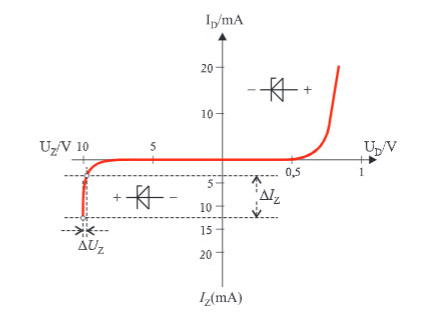 I_D/mA
20
10
− +
U_Z/V 10 5 U_D/V
0,5 1
5
+ −
ΔI_Z
10
15
ΔU_Z
20
I_Z(mA)